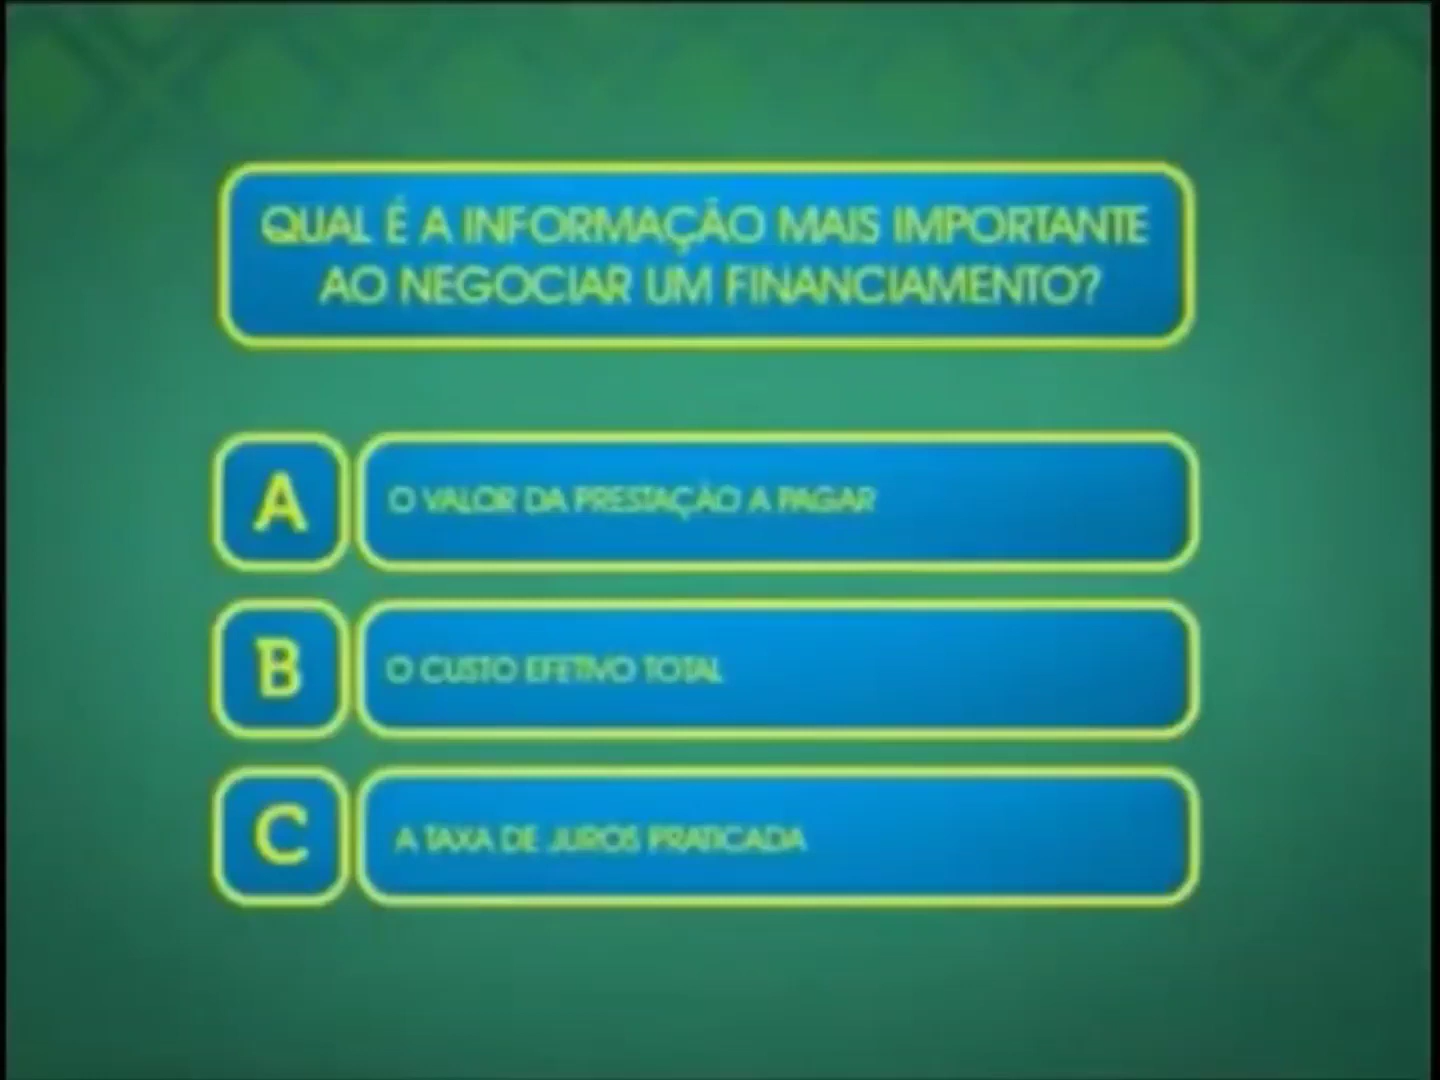 QUAL É A INFORMAÇÃO MAIS IMPORTANTE
AO NEGOCIAR UM FINANCIAMENTO?
A
O VALOR DA PRESTAÇÃO A PAGAR
B
O CUSTO EFETIVO TOTAL
C
A TAXA DE JUROS PRATICADA